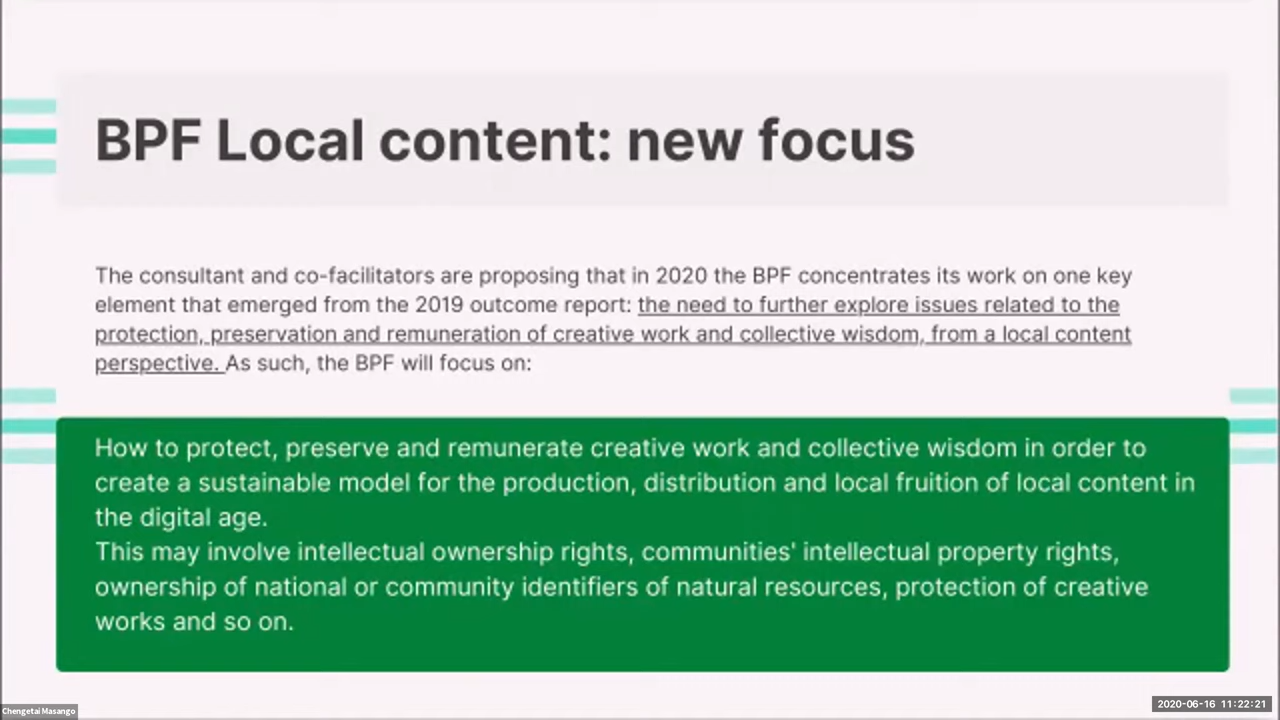 BPF Local content: new focus
The consultant and co-facilitators are proposing that in 2020 the BPF concentrates its work on one key
element that emerged from the 2019 outcome report: the need to further explore issues related to the
protection, preservation and remuneration of creative work and collective wisdom, from a local content
perspective. As such, the BPF will focus on:
How to protect, preserve and remunerate creative work and collective wisdom in order to
create a sustainable model for the production, distribution and local fruition of local content in
the digital age.
This may involve intellectual ownership rights, communities' intellectual property rights,
ownership of national or community identifiers of natural resources, protection of creative
works and so on.
Chengetai Masango
2020-06-16 11:22:21